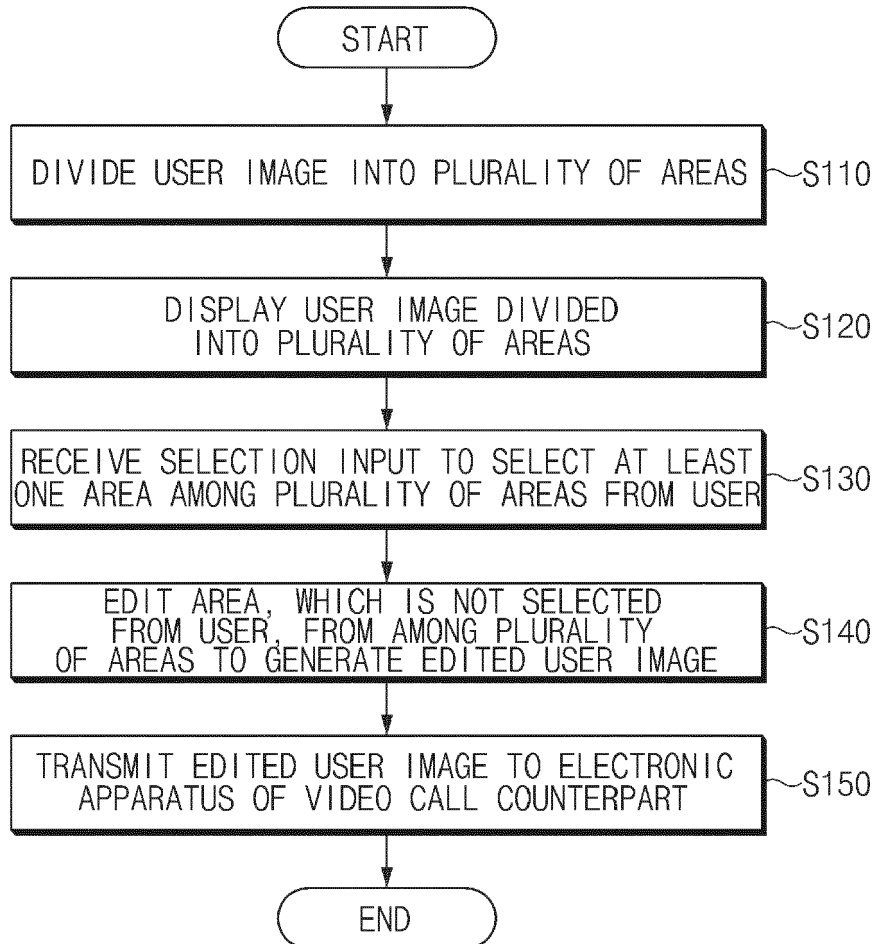 START
DIVIDE USER IMAGE INTO PLURALITY OF AREAS
S110
DISPLAY USER IMAGE DIVIDED
INTO PLURALITY OF AREAS
S120
RECEIVE SELECTION INPUT TO SELECT AT LEAST
ONE AREA AMONG PLURALITY OF AREAS FROM USER
S130
EDIT AREA, WHICH IS NOT SELECTED
FROM USER, FROM AMONG PLURALITY
OF AREAS TO GENERATE EDITED USER IMAGE
S140
TRANSMIT EDITED USER IMAGE TO ELECTRONIC
APPARATUS OF VIDEO CALL COUNTERPART
S150
END